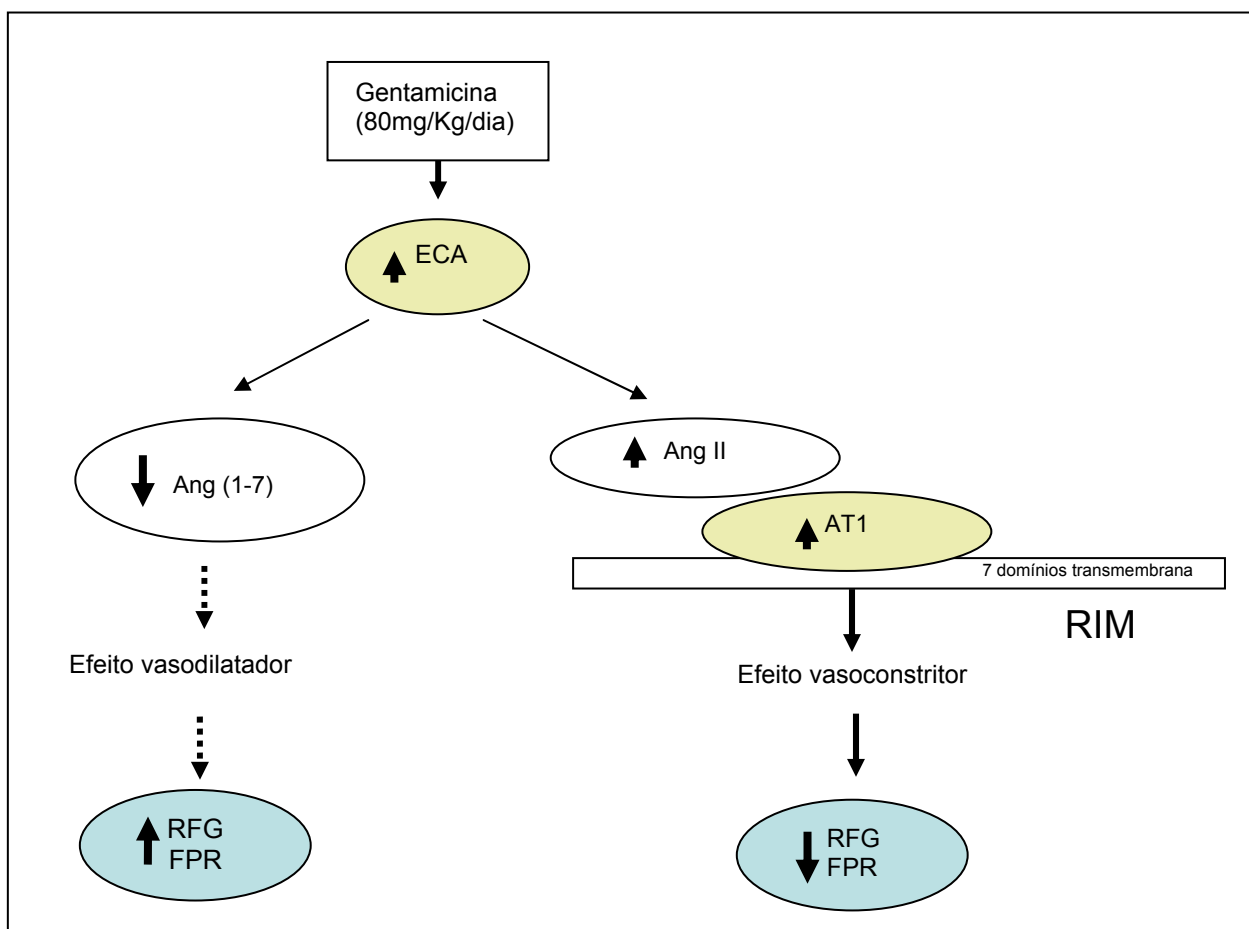 Gentamicina
(80mg/Kg/dia)
ECA
Ang (1-7)
Ang II
AT1
7 domínios transmembrana
RIM
Efeito vasodilatador
Efeito vasoconstritor
RFG
FPR
RFG
FPR